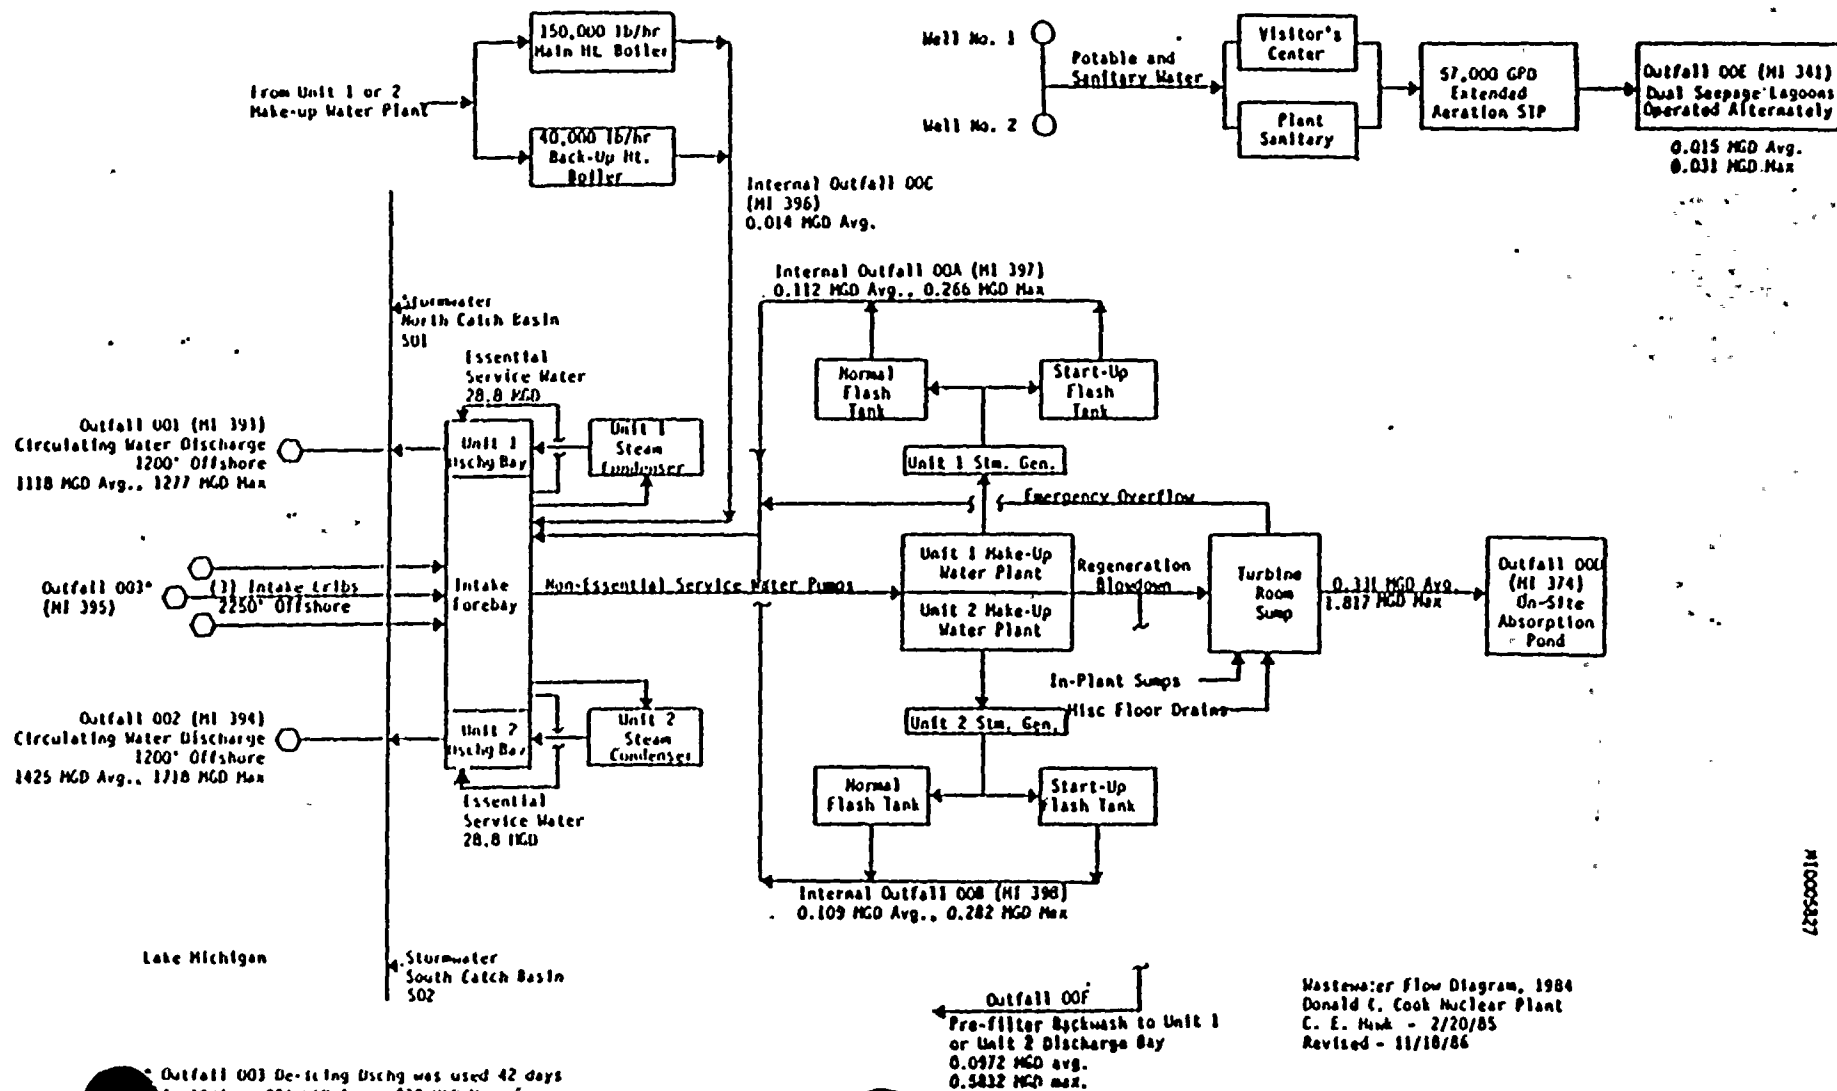 150,000 lb/hr
Main Ht. Boiler
From Unit 1 or 2
Make-up Water Plant
40,000 lb/hr
Back-Up Ht.
Boiler
Well No. 1
Well No. 2
Potable and
Sanitary Water
Visitor's
Center
Plant
Sanitary
57,000 GPD
Extended
Aeration STP
Outfall 00E (MI 341)
Dual Seepage Lagoons
Operated Alternately
0.015 MGD Avg.
0.031 MGD Max
Internal Outfall 00C
(MI 396)
0.014 MGD Avg.
Internal Outfall 00A (MI 397)
0.112 MGD Avg., 0.266 MGD Max
Stormwater
North Catch Basin
S01
Essential
Service Water
28.8 MGD
Normal
Flash
Tank
Start-Up
Flash
Tank
Outfall 001 (MI 393)
Circulating Water Discharge
1200' Offshore
1118 MGD Avg., 1277 MGD Max
Unit 1
Dschg Bay
Unit 1
Steam
Condenser
Unit 1 Stm. Gen.
Emergency Overflow
Outfall 003*
(MI 395)
(3) Intake Cribs
2250' Offshore
Intake
Forebay
Non-Essential Service Water Pumps
Unit 1 Make-Up
Water Plant
Unit 2 Make-Up
Water Plant
Regeneration
Blowdown
Turbine
Room
Sump
0.331 MGD Avg
1.817 MGD Max
Outfall 00D
(MI 374)
On-Site
Absorption
Pond
In-Plant Sumps
Misc Floor Drains
Outfall 002 (MI 394)
Circulating Water Discharge
1200' Offshore
1425 MGD Avg., 1718 MGD Max
Unit 2
Dschg Bay
Unit 2
Steam
Condenser
Unit 2 Stm. Gen.
Essential
Service Water
28.8 MGD
Normal
Flash Tank
Start-Up
Flash Tank
Internal Outfall 00B (MI 398)
0.109 MGD Avg., 0.282 MGD Max
MI0005827
Lake Michigan
Stormwater
South Catch Basin
S02
Outfall 00F
Pre-filter Backwash to Unit 1
or Unit 2 Discharge Bay
0.0972 MGD avg.
0.5832 MGD max.
Wastewater Flow Diagram, 1984
Donald C. Cook Nuclear Plant
C. E. Hawk - 2/20/85
Revised - 11/18/86
* Outfall 003 De-icing Dschg was used 42 days